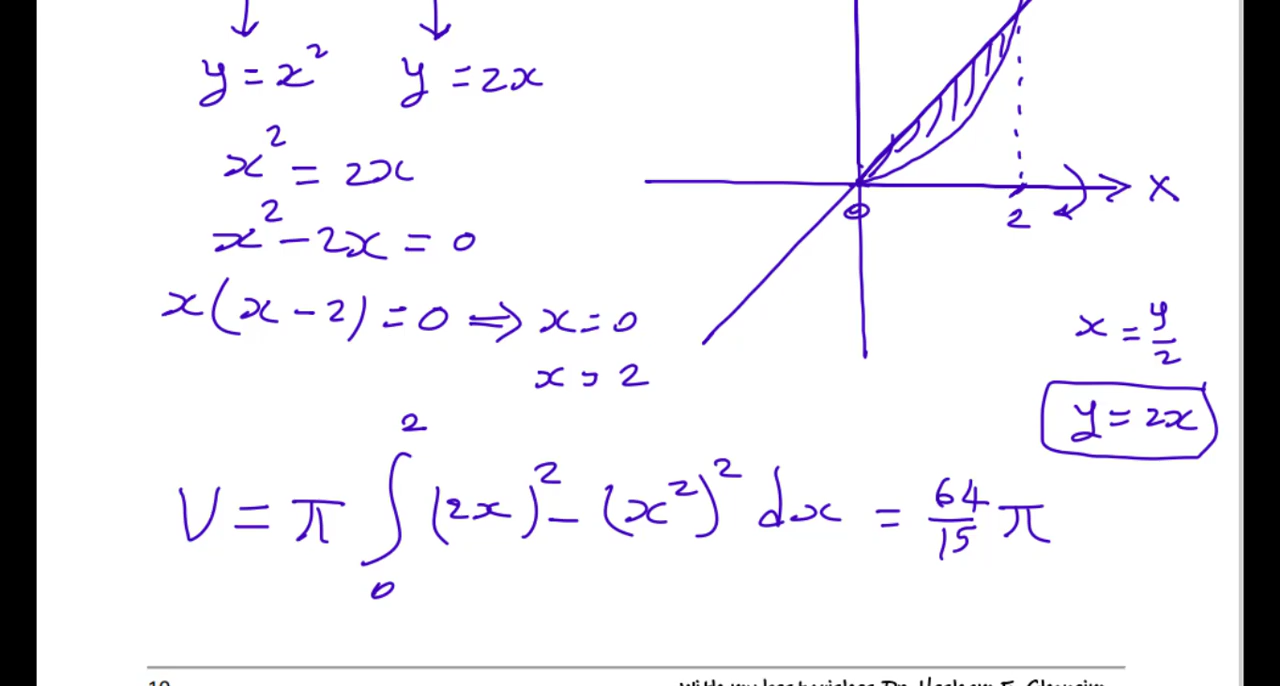 y = x² y = 2x
x² = 2x
x² - 2x = 0
x(x - 2) = 0 ⟹ x = 0
x = 2
0 2 X
x = y/2
y = 2x
V = π ∫₀² (2x)² - (x²)² dx = 64/15 π